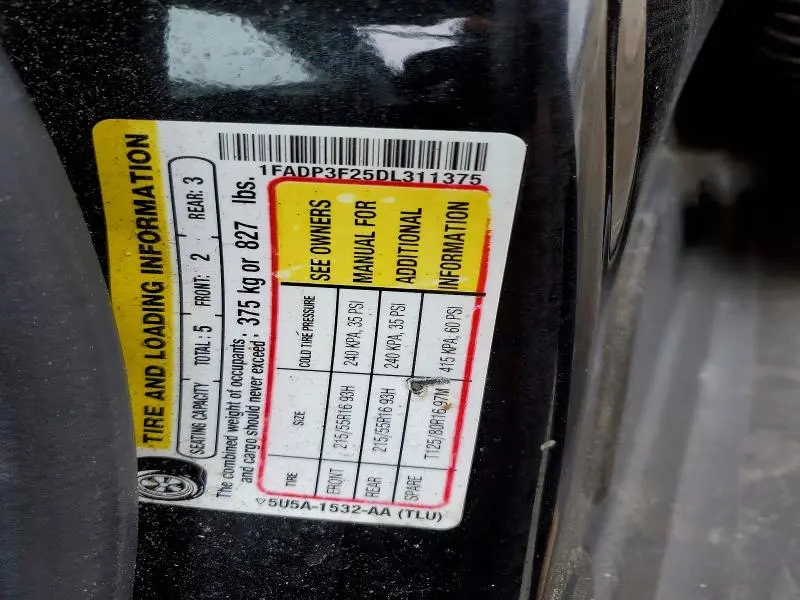 TIRE AND LOADING INFORMATION
SEATING CAPACITY TOTAL: 5 FRONT: 2 REAR: 3
The combined weight of occupants and cargo should never exceed: 375 kg or 827 lbs.
TIRE SIZE COLD TIRE PRESSURE
FRONT 215/55R16 93H 240 KPA, 35 PSI
REAR 215/55R16 93H 240 KPA, 35 PSI
SPARE T125/80R16 97M 415 KPA, 60 PSI
SEE OWNERS
MANUAL FOR
ADDITIONAL
INFORMATION
5U5A-1532-AA (TLU)
1FADP3F25DL311375